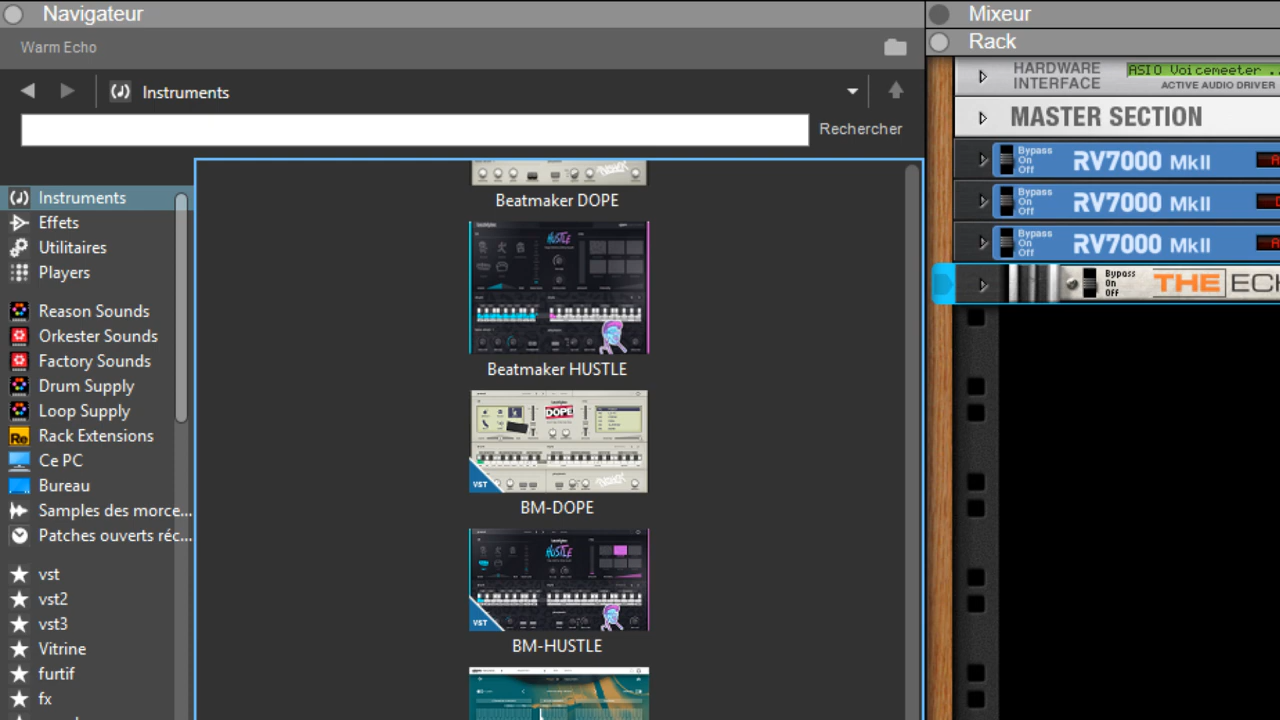 Navigateur
Warm Echo
Instruments
Rechercher
Instruments
Effets
Utilitaires
Players
Reason Sounds
Orkester Sounds
Factory Sounds
Drum Supply
Loop Supply
Re
Rack Extensions
Ce PC
Bureau
Samples des morce...
Patches ouverts réc...
vst
vst2
vst3
Vitrine
furtif
fx
Beatmaker DOPE
HUSTLE
Beatmaker HUSTLE
DOPE
VST
BM-DOPE
HUSTLE
VST
BM-HUSTLE
Mixeur
Rack
HARDWARE
INTERFACE
ASIO Voicemeeter ..
ACTIVE AUDIO DRIVER
MASTER SECTION
Bypass
On
Off
RV7000 MkII
Bypass
On
Off
RV7000 MkII
Bypass
On
Off
RV7000 MkII
Bypass
On
Off
THE ECH